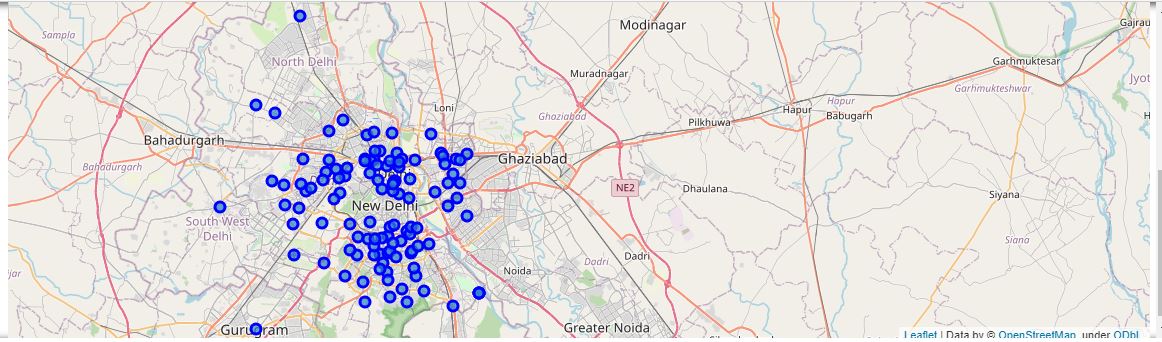 Modinagar
Gajrau
Sampla
North Delhi
Garhmuktesar
Muradnagar
Jyot
Garhmukteshwar
Loni
Hapur
Hapur
Babugarh
Ghaziabad
Pilkhuwa
Bahadurgarh
Ghaziabad
Bahadurgarh
NE2
Dhaulana
Siyana
New Delhi
South West
Delhi
Siana
Dadri
Dadri
Noida
Jjar
Gurugram
Greater Noida
Leaflet | Data by © OpenStreetMap, under ODbL.